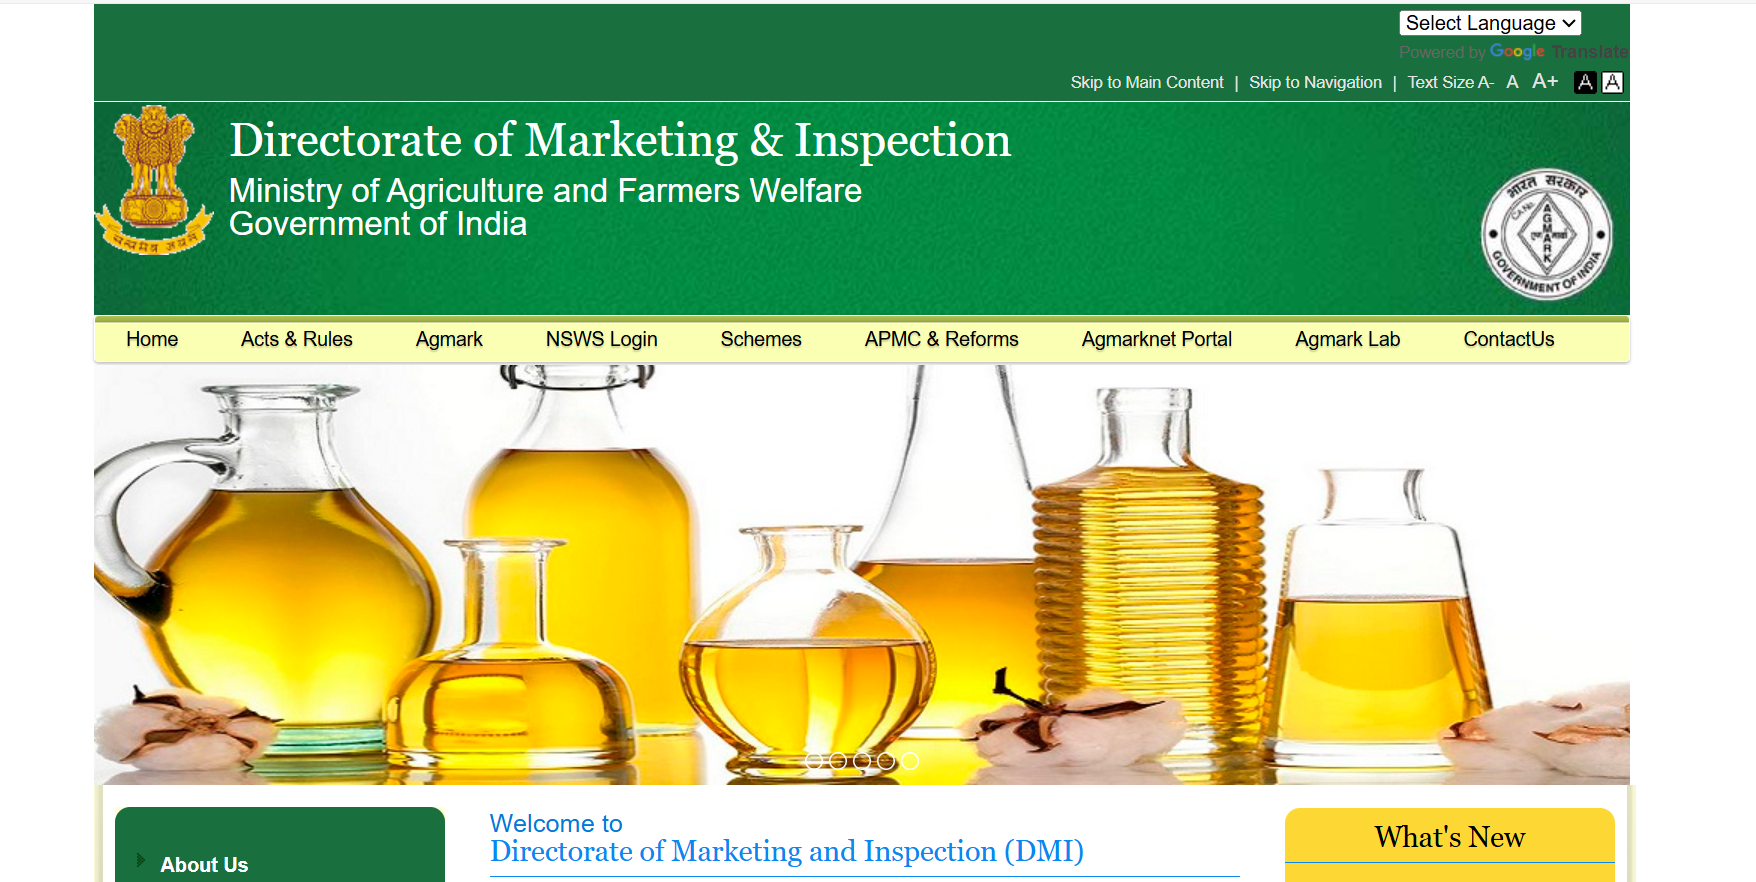 Select Language
Powered by Google Translate
Skip to Main Content | Skip to Navigation | Text Size A- A A+ A A
Directorate of Marketing & Inspection
Ministry of Agriculture and Farmers Welfare
Government of India
सत्यमेव जयते
भारत सरकार
AGMARK
GOVERNMENT OF INDIA
Home Acts & Rules Agmark NSWS Login Schemes APMC & Reforms Agmarknet Portal Agmark Lab ContactUs
About Us
Welcome to
Directorate of Marketing and Inspection (DMI)
What's New